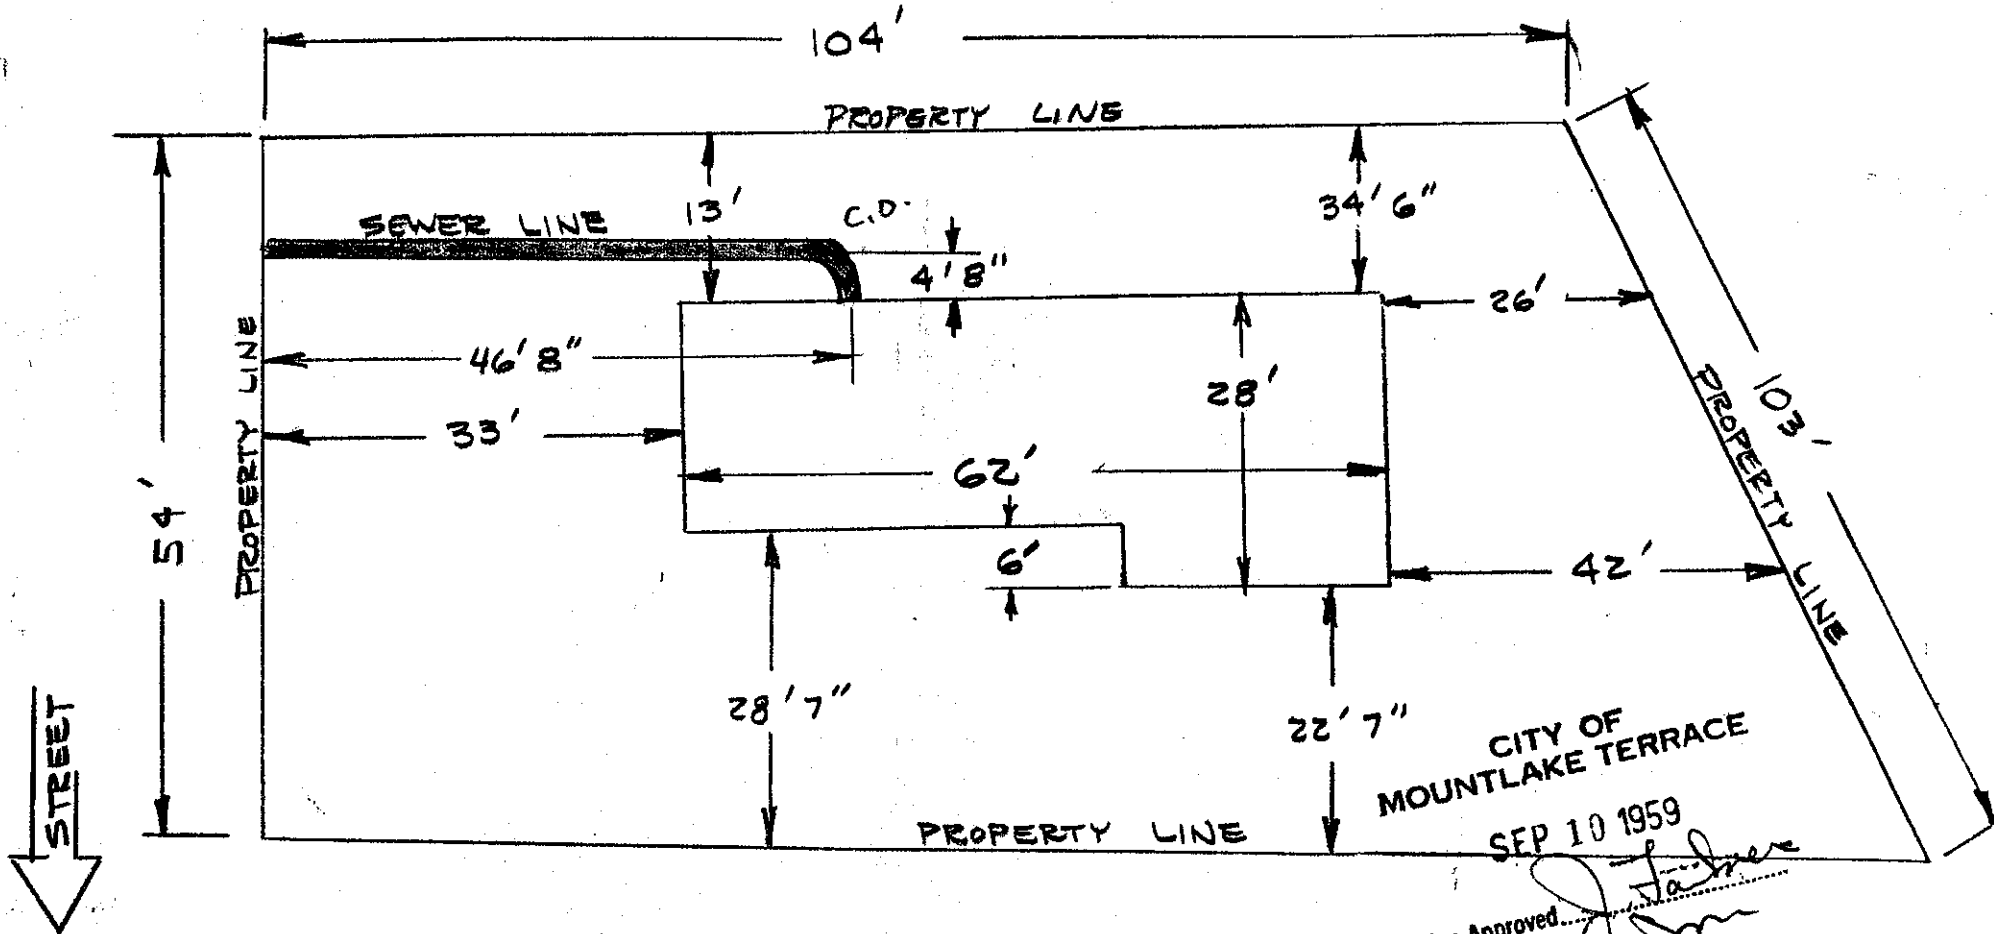 104'
PROPERTY LINE
13'
C.O.
34' 6"
SEWER LINE
4' 8"
26'
46' 8"
PROPERTY LINE
28'
103'
PROPERTY LINE
33'
62'
54'
6'
42'
28' 7"
22' 7"
STREET
PROPERTY LINE
CITY OF
MOUNTLAKE TERRACE
SEP 10 1959
Approved